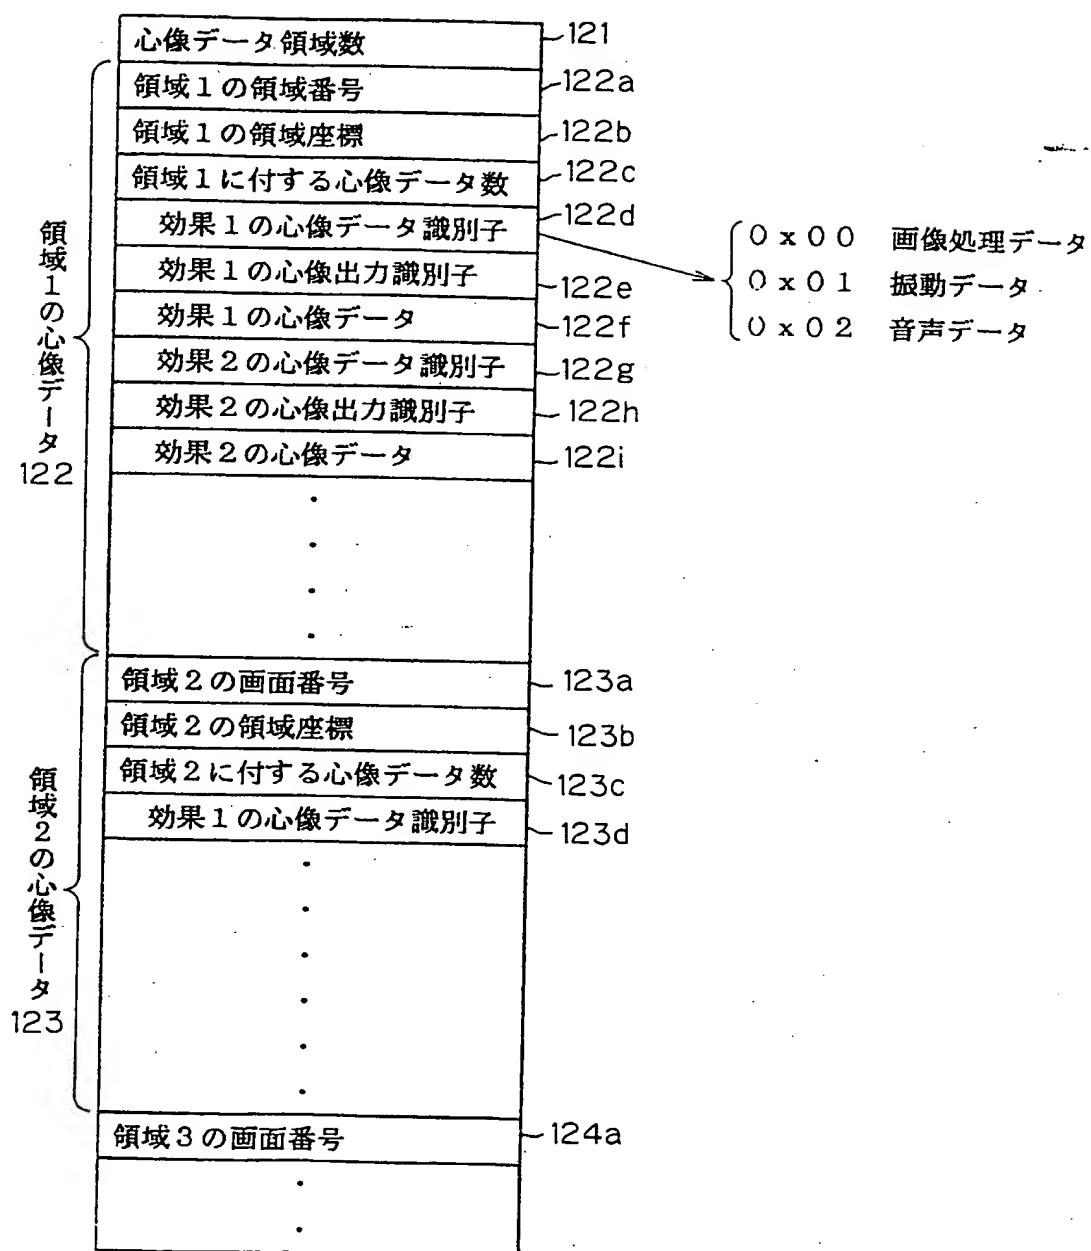 心像データ領域数 121
領域1の領域番号 122a
領域1の領域座標 122b
領域1に付する心像データ数 122c
効果1の心像データ識別子 122d
効果1の心像出力識別子 122e
効果1の心像データ 122f
効果2の心像データ識別子 122g
効果2の心像出力識別子 122h
効果2の心像データ 122i
領域1の心像データ
122
0x00 画像処理データ
0x01 振動データ
0x02 音声データ
領域2の画面番号 123a
領域2の領域座標 123b
領域2に付する心像データ数 123c
効果1の心像データ識別子 123d
領域2の心像データ
123
領域3の画面番号 124a